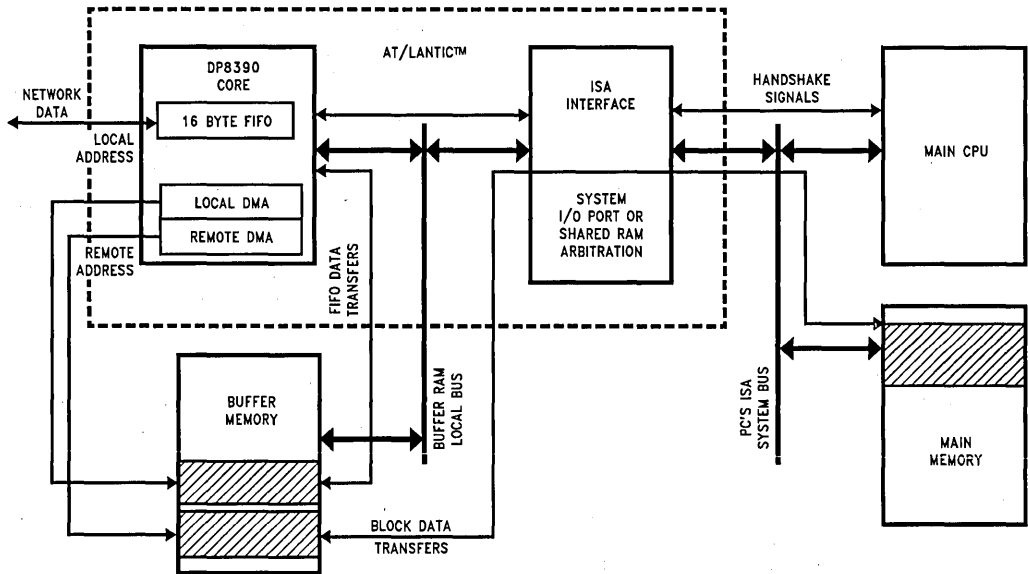 AT/LANTIC™
DP8390
CORE
NETWORK
DATA
16 BYTE FIFO
LOCAL
ADDRESS
LOCAL DMA
REMOTE DMA
REMOTE
ADDRESS
FIFO DATA
TRANSFERS
ISA
INTERFACE
SYSTEM
I/O PORT OR
SHARED RAM
ARBITRATION
HANDSHAKE
SIGNALS
MAIN CPU
BUFFER
MEMORY
BUFFER RAM
LOCAL BUS
BLOCK DATA
TRANSFERS
PC'S ISA
SYSTEM BUS
MAIN
MEMORY